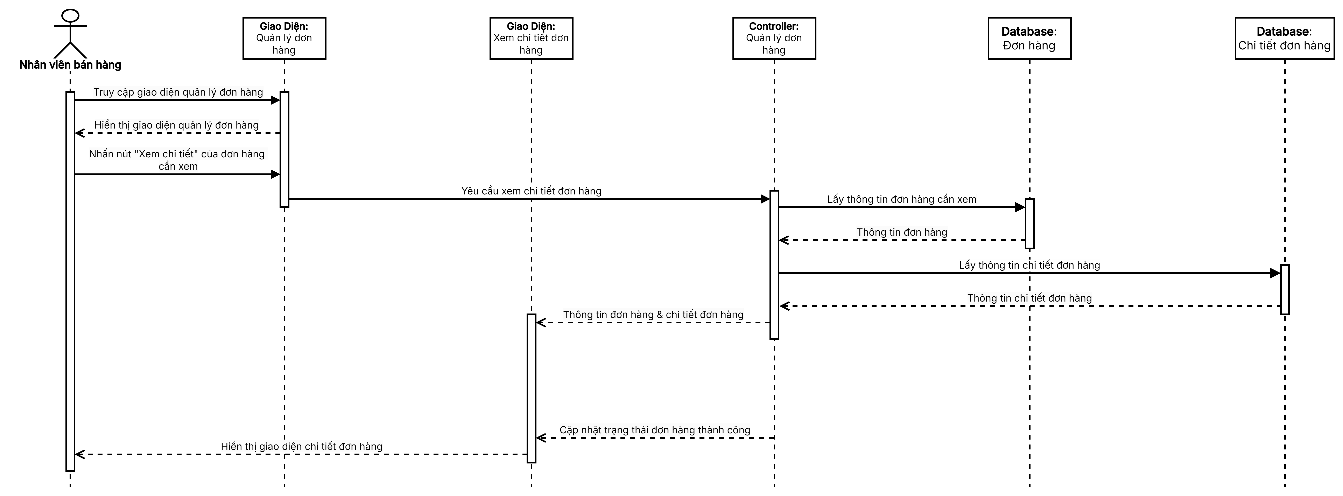 Giao Diện:
Quản lý đơn
hàng
Giao Diện:
Xem chi tiết đơn
hàng
Controller:
Quản lý đơn
hàng
Database:
Đơn hàng
Database:
Chi tiết đơn hàng
Nhân viên bán hàng
Truy cập giao diện quản lý đơn hàng
Hiển thị giao diện quản lý đơn hàng
Nhấn nút "Xem chi tiết" của đơn hàng
cần xem
Yêu cầu xem chi tiết đơn hàng
Lấy thông tin đơn hàng cần xem
Thông tin đơn hàng
Lấy thông tin chi tiết đơn hàng
Thông tin chi tiết đơn hàng
Thông tin đơn hàng & chi tiết đơn hàng
Cập nhật trạng thái đơn hàng thành công
Hiển thị giao diện chi tiết đơn hàng